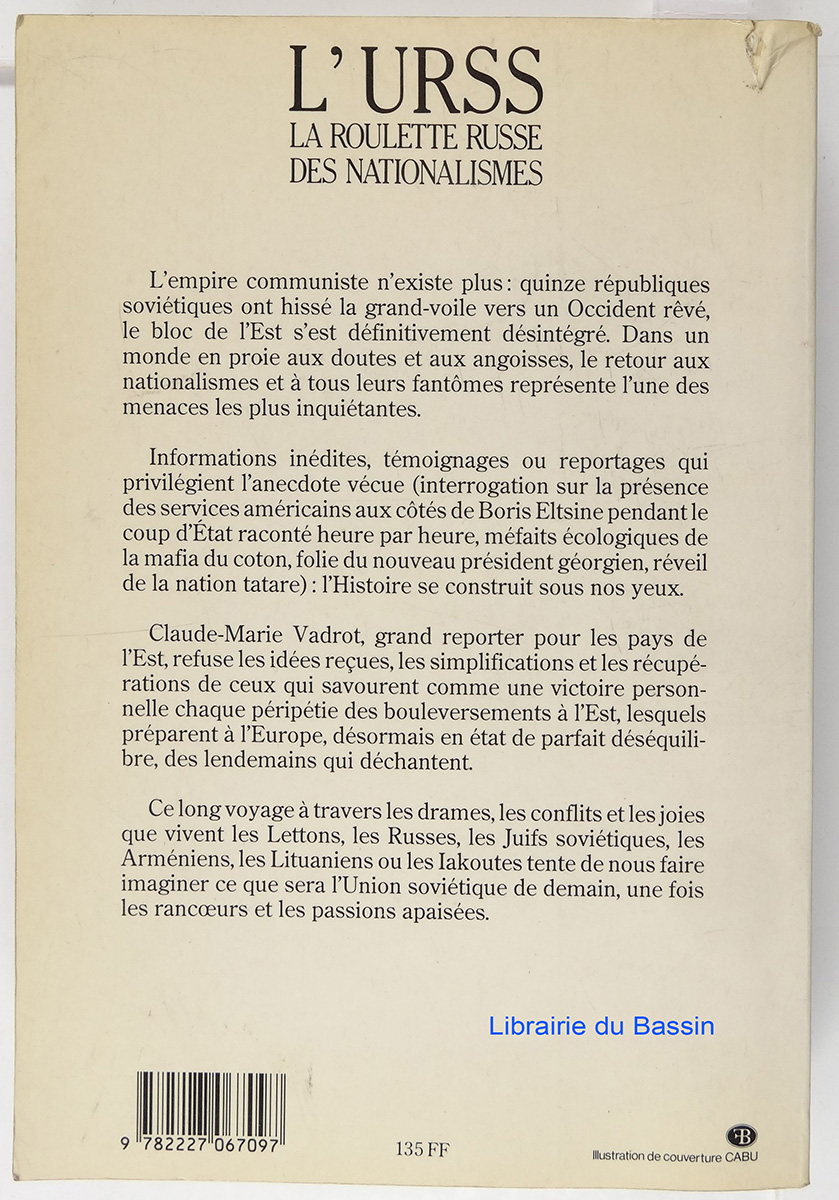 L'URSS
LA ROULETTE RUSSE
DES NATIONALISMES
L'empire communiste n'existe plus : quinze républiques
soviétiques ont hissé la grand-voile vers un Occident rêvé,
le bloc de l'Est s'est définitivement désintégré. Dans un
monde en proie aux doutes et aux angoisses, le retour aux
nationalismes et à tous leurs fantômes représente l'une des
menaces les plus inquiétantes.
Informations inédites, témoignages ou reportages qui
privilégient l'anecdote vécue (interrogation sur la présence
des services américains aux côtés de Boris Eltsine pendant le
coup d'État raconté heure par heure, méfaits écologiques de
la mafia du coton, folie du nouveau président géorgien, réveil
de la nation tatare) : l'Histoire se construit sous nos yeux.
Claude-Marie Vadrot, grand reporter pour les pays de
l'Est, refuse les idées reçues, les simplifications et les récupé-
rations de ceux qui savourent comme une victoire person-
nelle chaque péripétie des bouleversements à l'Est, lesquels
préparent à l'Europe, désormais en état de parfait déséquili-
bre, des lendemains qui déchantent.
Ce long voyage à travers les drames, les conflits et les joies
que vivent les Lettons, les Russes, les Juifs soviétiques, les
Arméniens, les Lituaniens ou les Iakoutes tente de nous faire
imaginer ce que sera l'Union soviétique de demain, une fois
les rancœurs et les passions apaisées.
Librairie du Bassin
9 782227 067097
135 FF
Illustration de couverture CABU